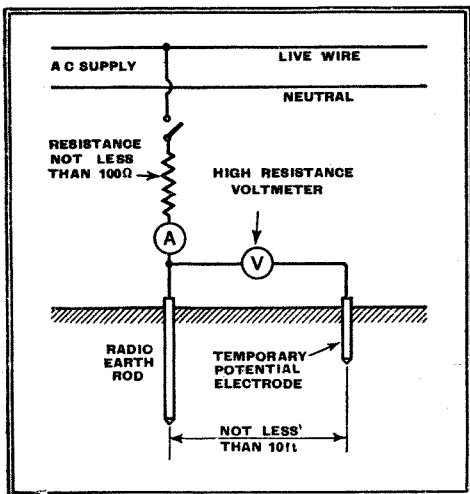 LIVE WIRE
A C SUPPLY
NEUTRAL
RESISTANCE
NOT LESS
THAN 100Ω
HIGH RESISTANCE
VOLTMETER
A
V
RADIO
EARTH
ROD
TEMPORARY
POTENTIAL
ELECTRODE
NOT LESS
THAN 10ft